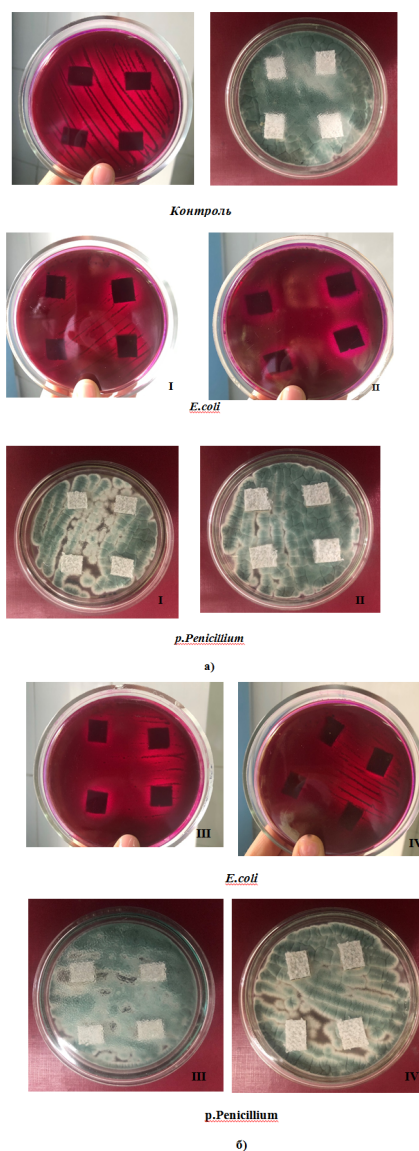 Контроль
I
II
E.coli
I
II
p.Penicillium
а)
III
IV
E.coli
III
IV
p.Penicillium
б)